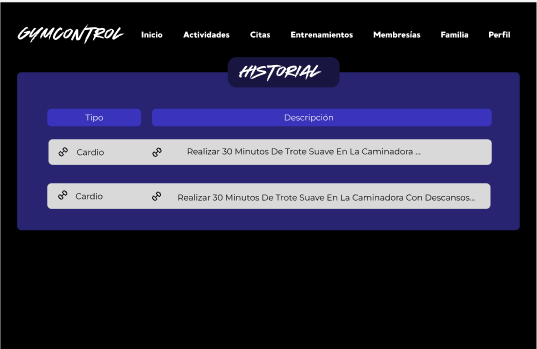 GYMCONTROL Inicio Actividades Citas Entrenamientos Membresías Familia Perfil
HISTORIAL
Tipo Descripción
Cardio Realizar 30 Minutos De Trote Suave En La Caminadora ...
Cardio Realizar 30 Minutos De Trote Suave En La Caminadora Con Descansos...